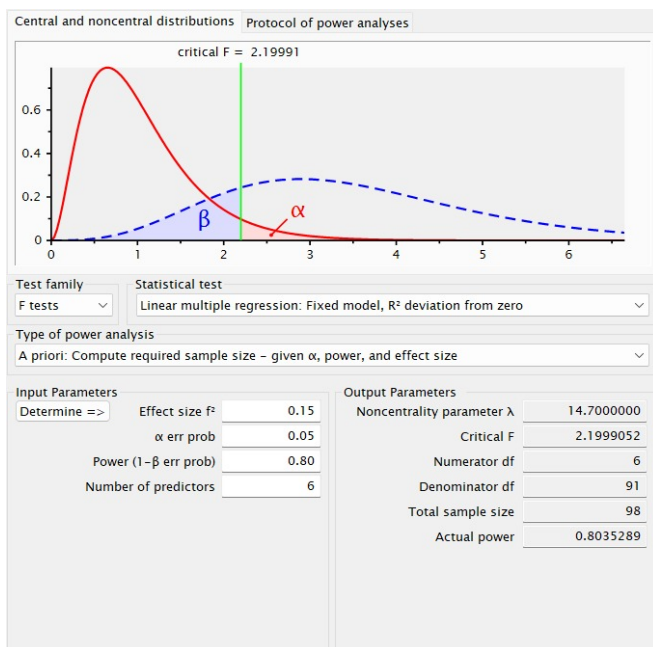 Central and noncentral distributions Protocol of power analyses
critical F = 2.19991
0.6
0.4
0.2
0
β
α
0 1 2 3 4 5 6
Test family Statistical test
F tests Linear multiple regression: Fixed model, R² deviation from zero
Type of power analysis
A priori: Compute required sample size – given α, power, and effect size
Input Parameters Output Parameters
Determine => Effect size f² 0.15 Noncentrality parameter λ 14.7000000
α err prob 0.05 Critical F 2.1999052
Power (1-β err prob) 0.80 Numerator df 6
Number of predictors 6 Denominator df 91
Total sample size 98
Actual power 0.8035289